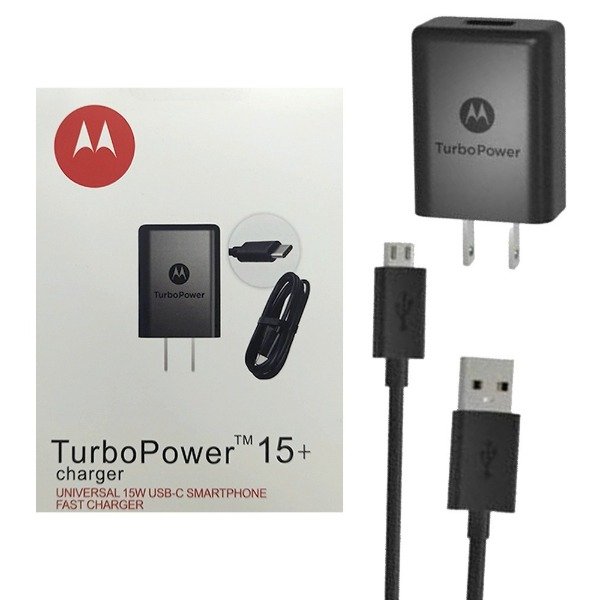 TurboPower
TurboPower
TurboPower™ 15+
charger
UNIVERSAL 15W USB-C SMARTPHONE
FAST CHARGER